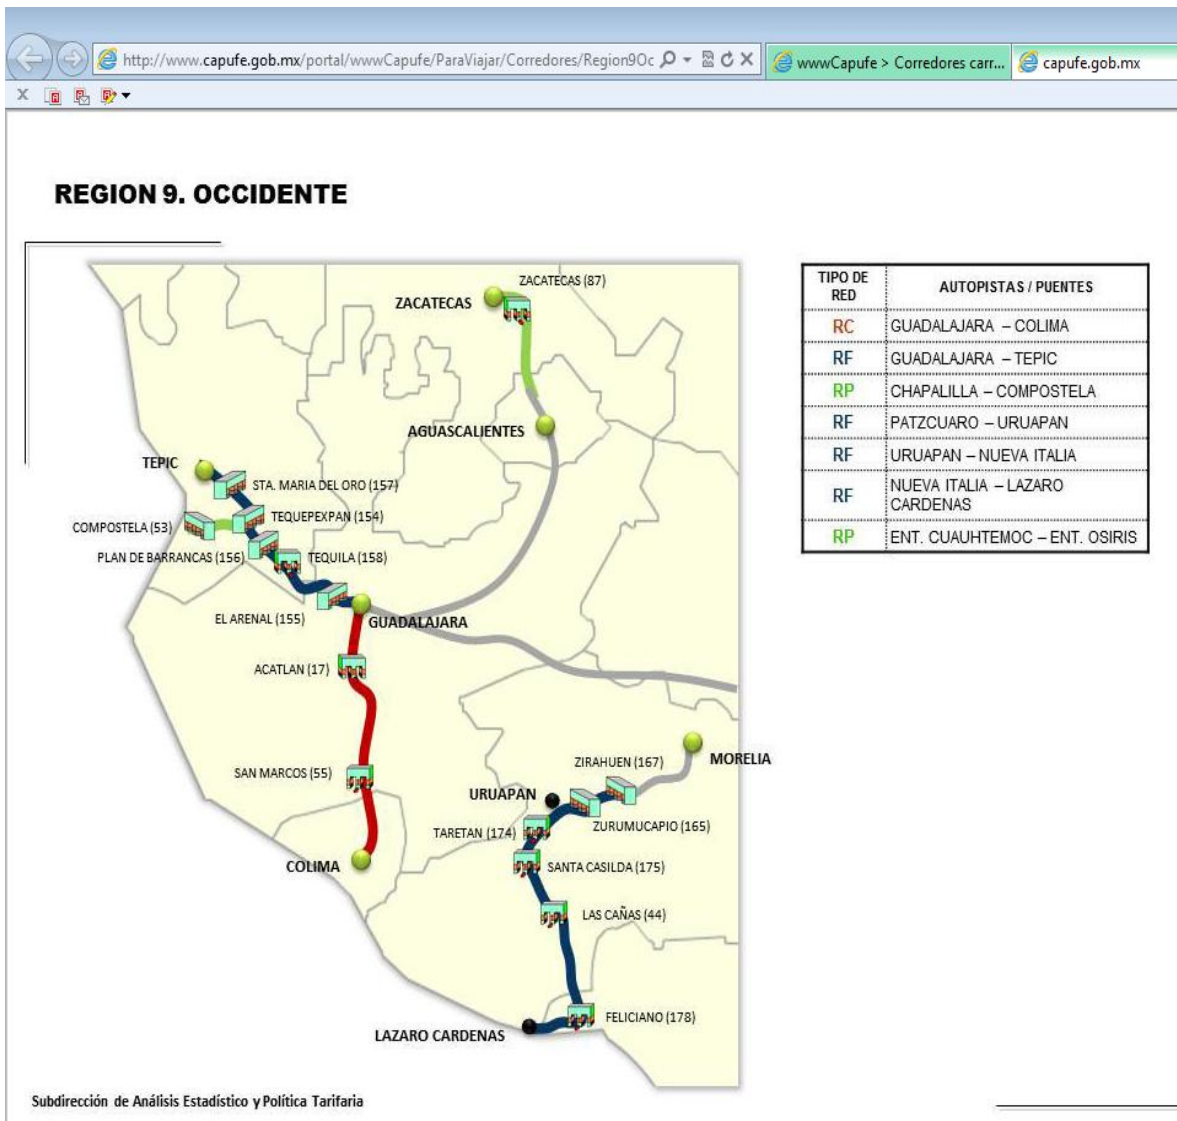 http://www.capufe.gob.mx/portal/wwwCapufe/ParaViajar/Corredores/Region9Oc
wwwCapufe > Corredores carr...
capufe.gob.mx
REGION 9. OCCIDENTE
ZACATECAS (87)
ZACATECAS
AGUASCALIENTES
TEPIC
STA. MARIA DEL ORO (157)
TEQUEPEXPAN (154)
COMPOSTELA (53)
PLAN DE BARRANCAS (156)
TEQUILA (158)
EL ARENAL (155)
GUADALAJARA
ACATLAN (17)
SAN MARCOS (55)
COLIMA
MORELIA
ZIRAHUEN (167)
URUAPAN
ZURUMUCAPIO (165)
TARETAN (174)
SANTA CASILDA (175)
LAS CAÑAS (44)
FELICIANO (178)
LAZARO CARDENAS
TIPO DE RED AUTOPISTAS / PUENTES
RC GUADALAJARA – COLIMA
RF GUADALAJARA – TEPIC
RP CHAPALILLA – COMPOSTELA
RF PATZCUARO – URUAPAN
RF URUAPAN – NUEVA ITALIA
RF NUEVA ITALIA – LAZARO
CARDENAS
RP ENT. CUAUHTEMOC – ENT. OSIRIS
Subdirección de Análisis Estadístico y Política Tarifaria